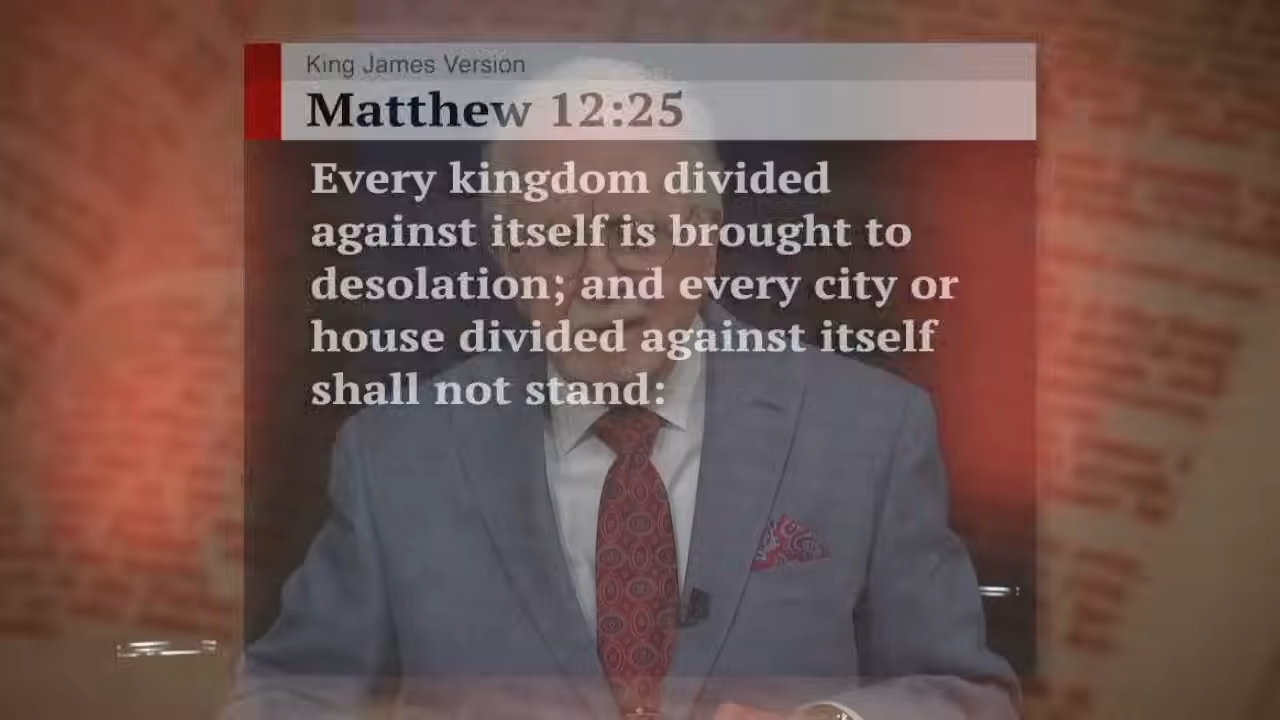 King James Version
Matthew 12:25
Every kingdom divided
against itself is brought to
desolation; and every city or
house divided against itself
shall not stand: